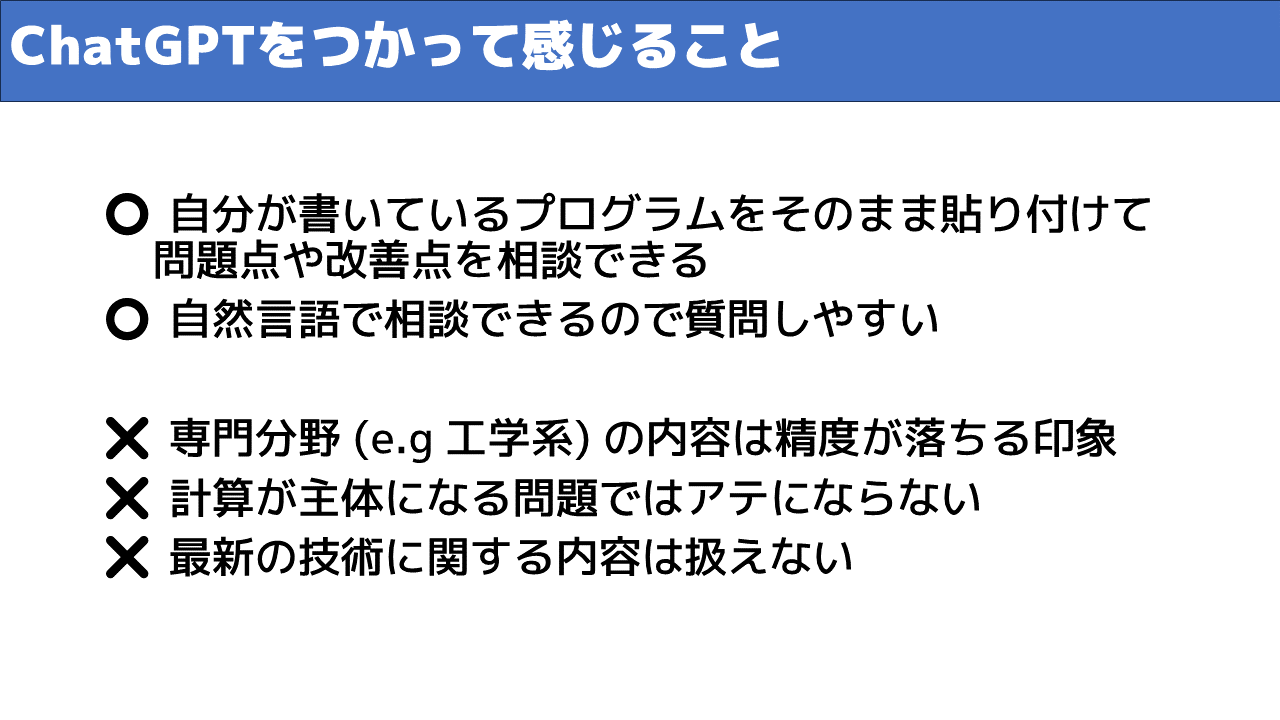 ChatGPTをつかって感じること
⭕ 自分が書いているプログラムをそのまま貼り付けて
問題点や改善点を相談できる
⭕ 自然言語で相談できるので質問しやすい
❌ 専門分野 (e.g 工学系) の内容は精度が落ちる印象
❌ 計算が主体になる問題ではアテにならない
❌ 最新の技術に関する内容は扱えない